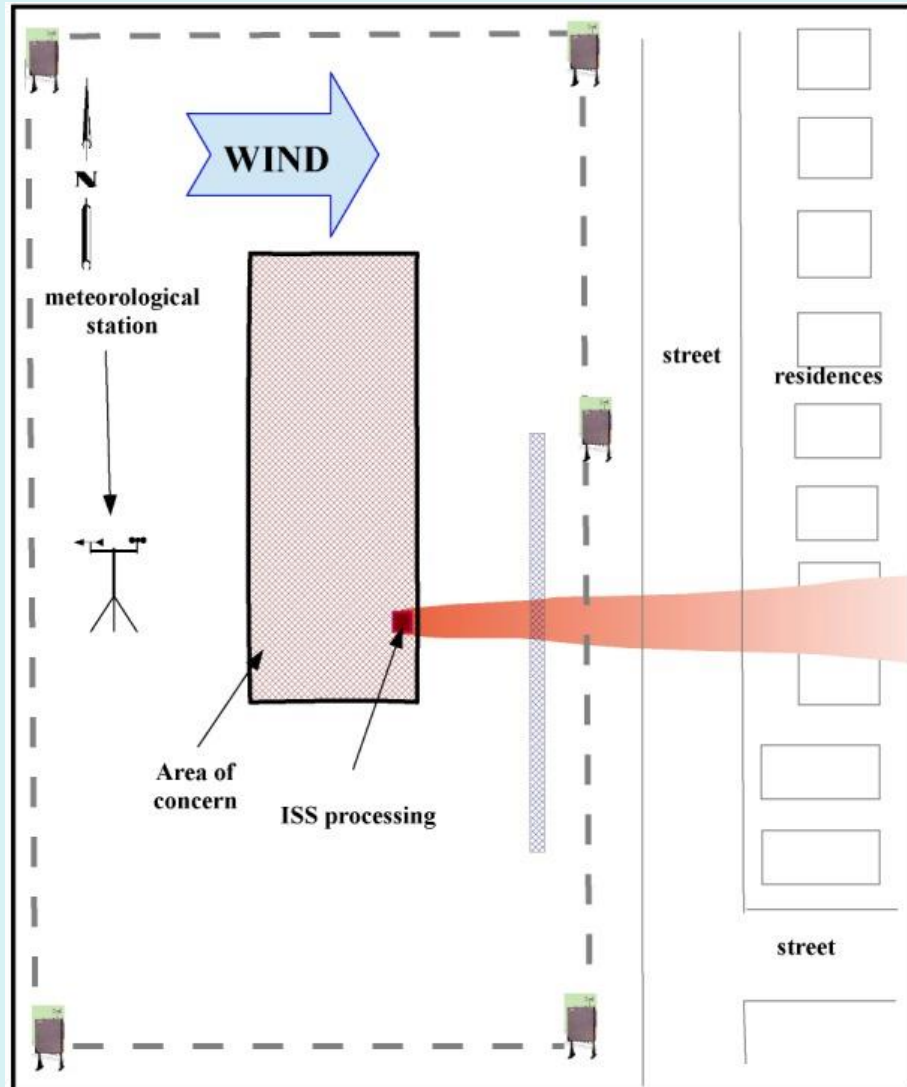 WIND
N
meteorological
station
street
residences
Area of
concern
ISS processing
street